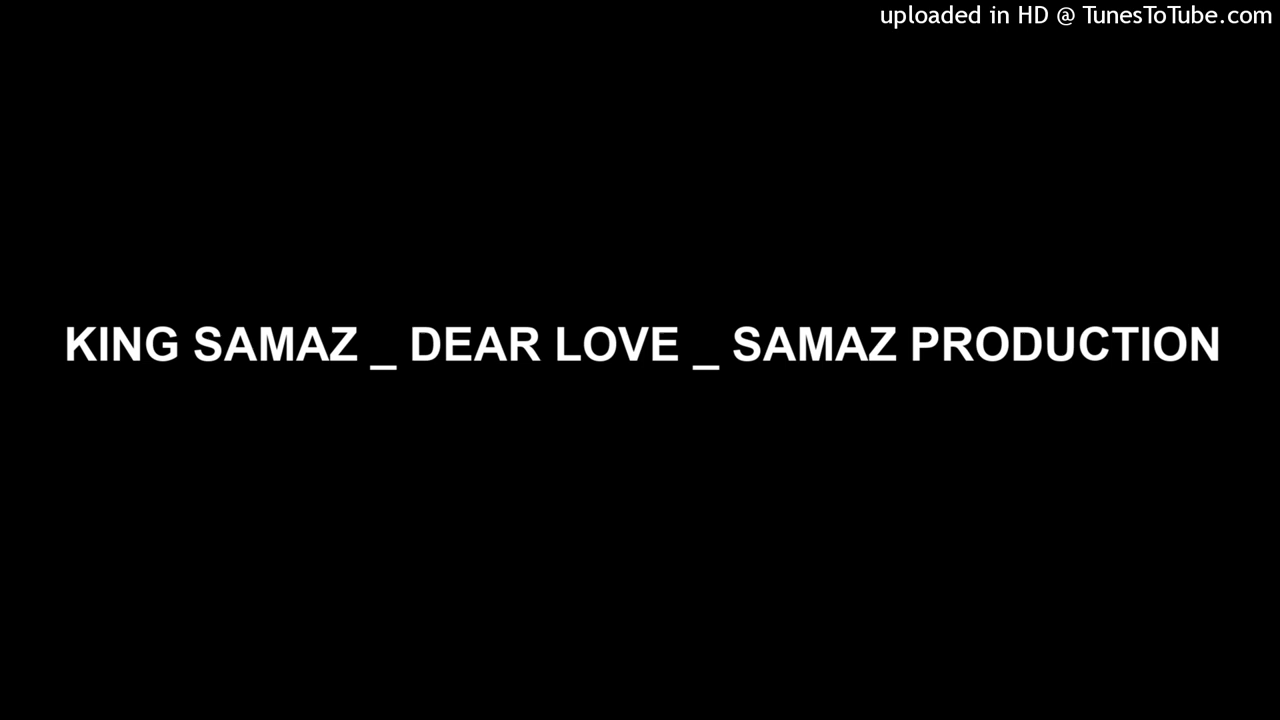 uploaded in HD @ TunesToTube.com
KING SAMAZ _ DEAR LOVE _ SAMAZ PRODUCTION